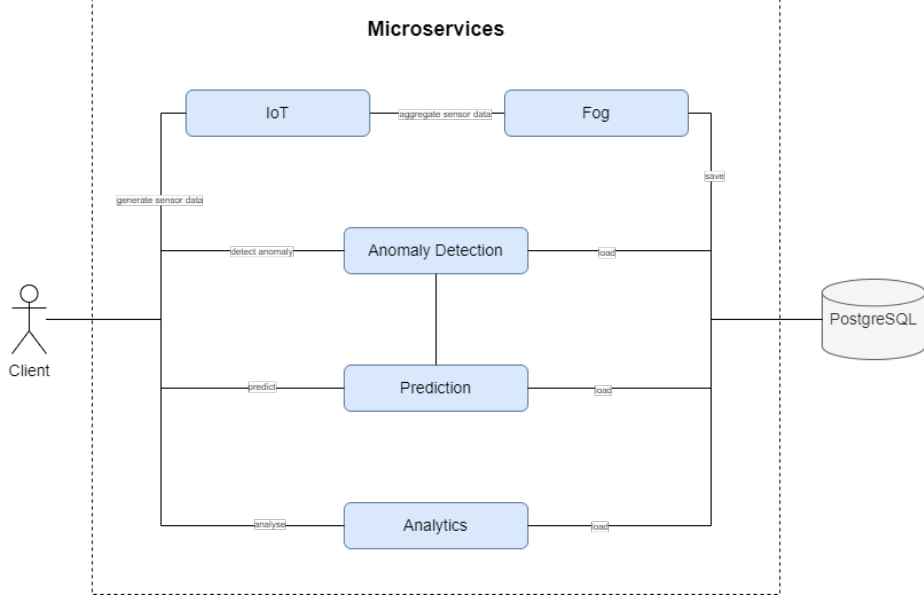 Microservices
IoT
aggregate sensor data
Fog
save
generate sensor data
detect anomaly
Anomaly Detection
load
Client
PostgreSQL
predict
Prediction
load
analyse
Analytics
load